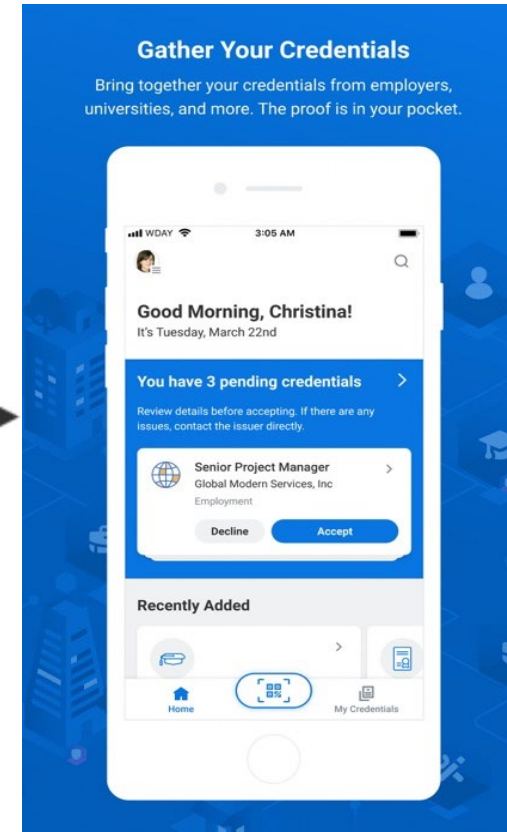 Gather Your Credentials
Bring together your credentials from employers,
universities, and more. The proof is in your pocket.
WDAY
3:05 AM
Good Morning, Christina!
It's Tuesday, March 22nd
You have 3 pending credentials
Review details before accepting. If there are any
issues, contact the issuer directly.
Senior Project Manager
Global Modern Services, Inc
Employment
Decline
Accept
Recently Added
Home
My Credentials